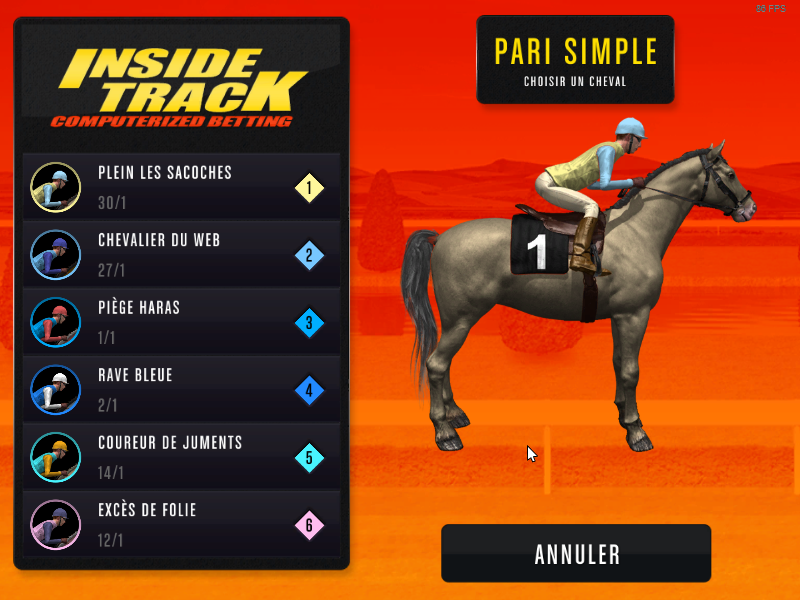 36 FPS
INSIDE
TRACK
COMPUTERIZED BETTING
PARI SIMPLE
CHOISIR UN CHEVAL
PLEIN LES SACOCHES
30/1
1
CHEVALIER DU WEB
27/1
2
PIÈGE HARAS
1/1
3
RAVE BLEUE
2/1
4
COUREUR DE JUMENTS
14/1
5
EXCÈS DE FOLIE
12/1
6
1
ANNULER